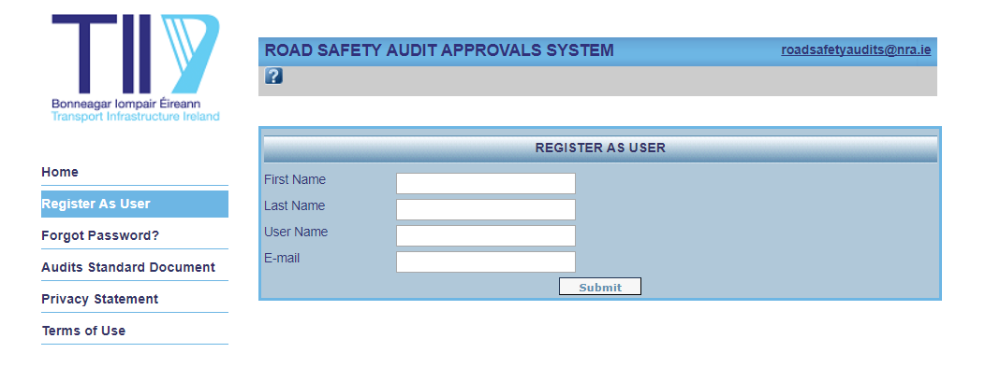 TII
Bonneagar Iompair Éireann
Transport Infrastructure Ireland
ROAD SAFETY AUDIT APPROVALS SYSTEM
roadsafetyaudits@nra.ie
?
Home
Register As User
Forgot Password?
Audits Standard Document
Privacy Statement
Terms of Use
REGISTER AS USER
First Name
Last Name
User Name
E-mail
Submit